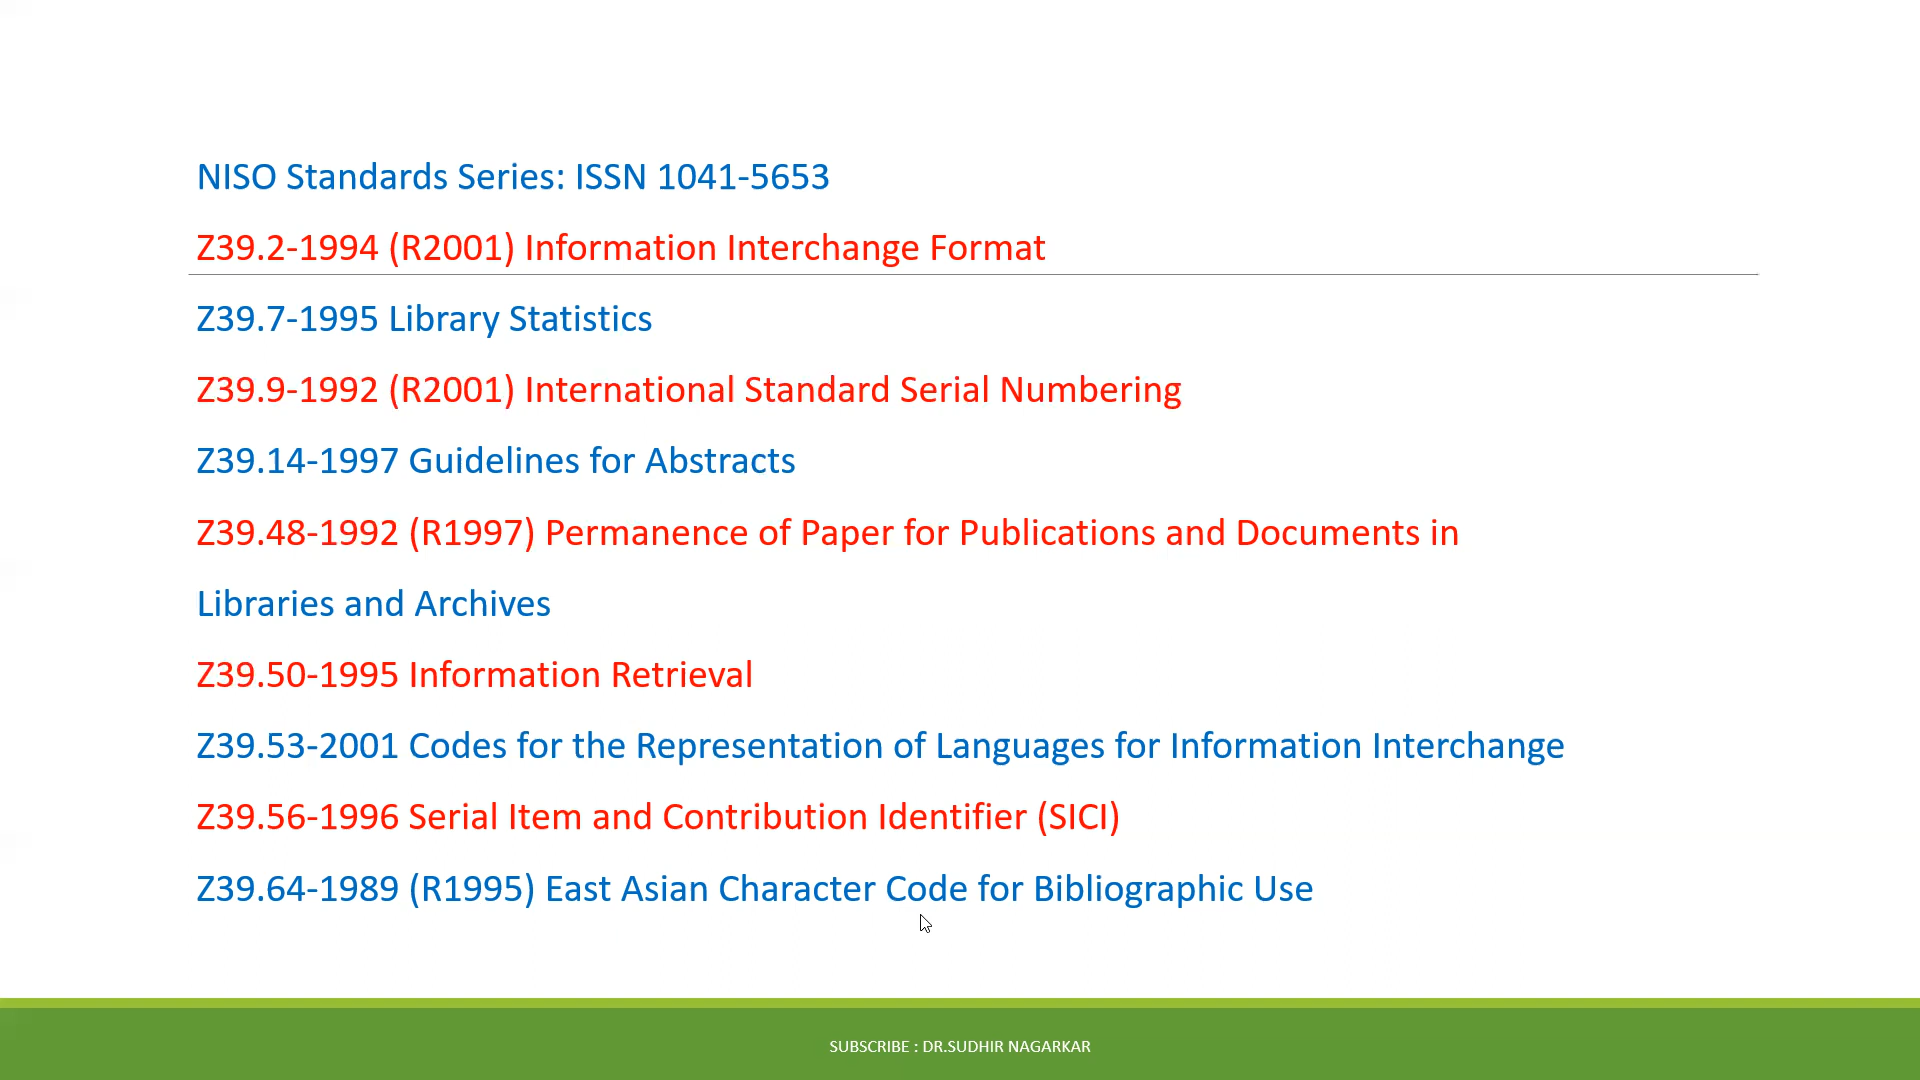 NISO Standards Series: ISSN 1041-5653
Z39.2-1994 (R2001) Information Interchange Format
Z39.7-1995 Library Statistics
Z39.9-1992 (R2001) International Standard Serial Numbering
Z39.14-1997 Guidelines for Abstracts
Z39.48-1992 (R1997) Permanence of Paper for Publications and Documents in
Libraries and Archives
Z39.50-1995 Information Retrieval
Z39.53-2001 Codes for the Representation of Languages for Information Interchange
Z39.56-1996 Serial Item and Contribution Identifier (SICI)
Z39.64-1989 (R1995) East Asian Character Code for Bibliographic Use
SUBSCRIBE : DR.SUDHIR NAGARKAR